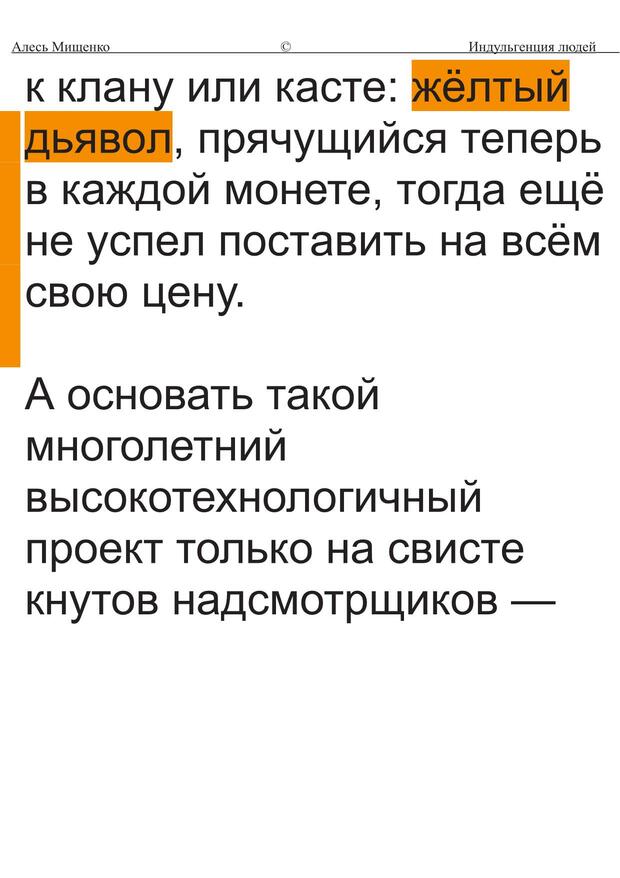 Алесь Мищенко © Индульгенция людей
к клану или касте: жёлтый
дьявол, прячущийся теперь
в каждой монете, тогда ещё
не успел поставить на всём
свою цену.
А основать такой
многолетний
высокотехнологичный
проект только на свисте
кнутов надсмотрщиков —